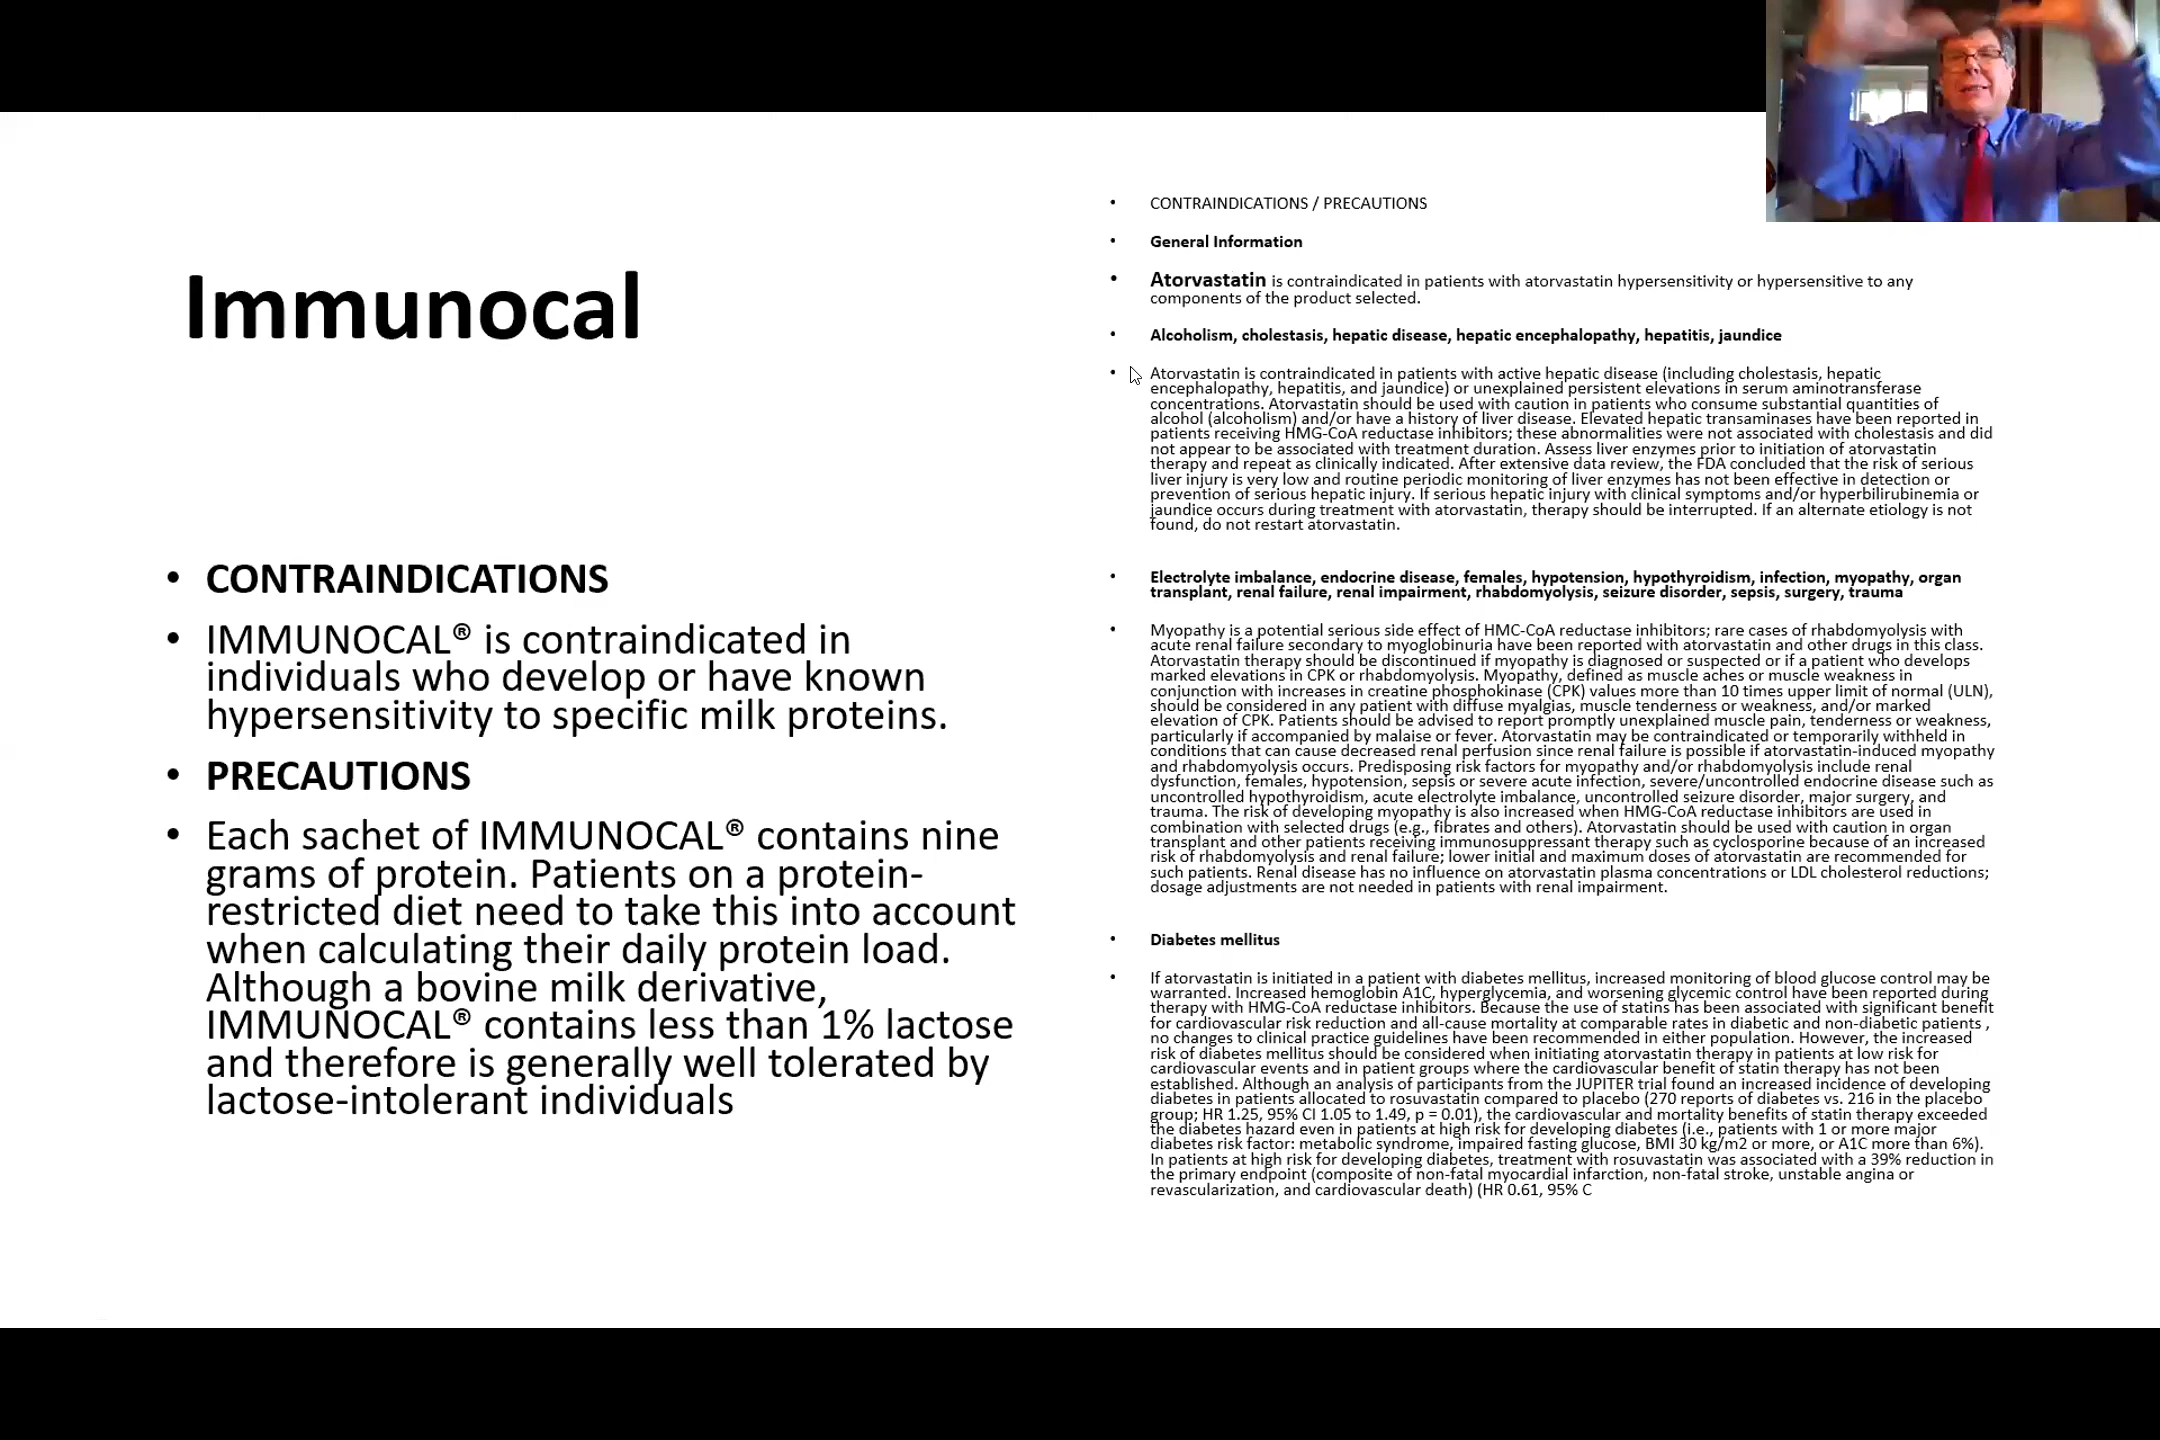 Immunocal
• CONTRAINDICATIONS
• IMMUNOCAL® is contraindicated in
individuals who develop or have known
hypersensitivity to specific milk proteins.
• PRECAUTIONS
• Each sachet of IMMUNOCAL® contains nine
grams of protein. Patients on a protein-
restricted diet need to take this into account
when calculating their daily protein load.
Although a bovine milk derivative,
IMMUNOCAL® contains less than 1% lactose
and therefore is generally well tolerated by
lactose-intolerant individuals
• CONTRAINDICATIONS / PRECAUTIONS
• General Information
• Atorvastatin is contraindicated in patients with atorvastatin hypersensitivity or hypersensitive to any
components of the product selected.
• Alcoholism, cholestasis, hepatic disease, hepatic encephalopathy, hepatitis, jaundice
• Atorvastatin is contraindicated in patients with active hepatic disease (including cholestasis, hepatic
encephalopathy, hepatitis, and jaundice) or unexplained persistent elevations in serum aminotransferase
concentrations. Atorvastatin should be used with caution in patients who consume substantial quantities of
alcohol (alcoholism) and/or have a history of liver disease. Elevated hepatic transaminases have been reported in
patients receiving HMG-CoA reductase inhibitors; these abnormalities were not associated with cholestasis and did
not appear to be associated with treatment duration. Assess liver enzymes prior to initiation of atorvastatin
therapy and repeat as clinically indicated. After extensive data review, the FDA concluded that the risk of serious
liver injury is very low and routine periodic monitoring of liver enzymes has not been effective in detection or
prevention of serious hepatic injury. If serious hepatic injury with clinical symptoms and/or hyperbilirubinemia or
jaundice occurs during treatment with atorvastatin, therapy should be interrupted. If an alternate etiology is not
found, do not restart atorvastatin.
• Electrolyte imbalance, endocrine disease, females, hypotension, hypothyroidism, infection, myopathy, organ
transplant, renal failure, renal impairment, rhabdomyolysis, seizure disorder, sepsis, surgery, trauma
• Myopathy is a potential serious side effect of HMC-CoA reductase inhibitors; rare cases of rhabdomyolysis with
acute renal failure secondary to myoglobinuria have been reported with atorvastatin and other drugs in this class.
Atorvastatin therapy should be discontinued if myopathy is diagnosed or suspected or if a patient who develops
marked elevations in CPK or rhabdomyolysis. Myopathy, defined as muscle aches or muscle weakness in
conjunction with increases in creatine phosphokinase (CPK) values more than 10 times upper limit of normal (ULN),
should be considered in any patient with diffuse myalgias, muscle tenderness or weakness, and/or marked
elevation of CPK. Patients should be advised to report promptly unexplained muscle pain, tenderness or weakness,
particularly if accompanied by malaise or fever. Atorvastatin may be contraindicated or temporarily withheld in
conditions that can cause decreased renal perfusion since renal failure is possible if atorvastatin-induced myopathy
and rhabdomyolysis occurs. Predisposing risk factors for myopathy and/or rhabdomyolysis include renal
dysfunction, females, hypotension, sepsis or severe acute infection, severe/uncontrolled endocrine disease such as
uncontrolled hypothyroidism, acute electrolyte imbalance, uncontrolled seizure disorder, major surgery, and
trauma. The risk of developing myopathy is also increased when HMG-CoA reductase inhibitors are used in
combination with selected drugs (e.g., fibrates and others). Atorvastatin should be used with caution in organ
transplant and other patients receiving immunosuppressant therapy such as cyclosporine because of an increased
risk of rhabdomyolysis and renal failure; lower initial and maximum doses of atorvastatin are recommended for
such patients. Renal disease has no influence on atorvastatin plasma concentrations or LDL cholesterol reductions;
dosage adjustments are not needed in patients with renal impairment.
• Diabetes mellitus
• If atorvastatin is initiated in a patient with diabetes mellitus, increased monitoring of blood glucose control may be
warranted. Increased hemoglobin A1C, hyperglycemia, and worsening glycemic control have been reported during
therapy with HMG-CoA reductase inhibitors. Because the use of statins has been associated with significant benefit
for cardiovascular risk reduction and all-cause mortality at comparable rates in diabetic and non-diabetic patients ,
no changes to clinical practice guidelines have been recommended in either population. However, the increased
risk of diabetes mellitus should be considered when initiating atorvastatin therapy in patients at low risk for
cardiovascular events and in patient groups where the cardiovascular benefit of statin therapy has not been
established. Although an analysis of participants from the JUPITER trial found an increased incidence of developing
diabetes in patients allocated to rosuvastatin compared to placebo (270 reports of diabetes vs. 216 in the placebo
group; HR 1.25, 95% CI 1.05 to 1.49, p = 0.01), the cardiovascular and mortality benefits of statin therapy exceeded
the diabetes hazard even in patients at high risk for developing diabetes (i.e., patients with 1 or more major
diabetes risk factor: metabolic syndrome, impaired fasting glucose, BMI 30 kg/m2 or more, or A1C more than 6%).
In patients at high risk for developing diabetes, treatment with rosuvastatin was associated with a 39% reduction in
the primary endpoint (composite of non-fatal myocardial infarction, non-fatal stroke, unstable angina or
revascularization, and cardiovascular death) (HR 0.61, 95% C